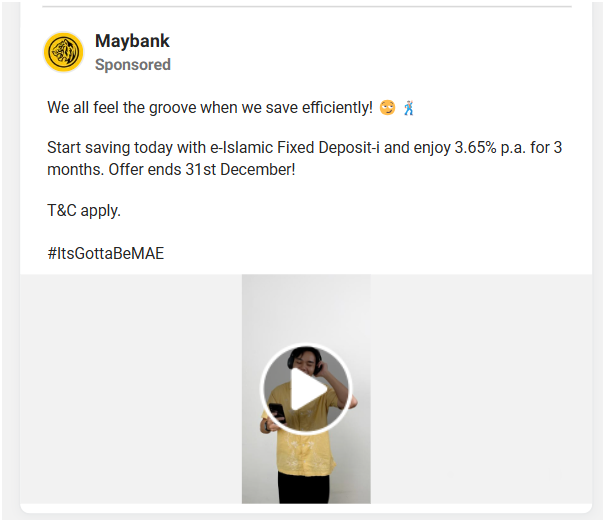 Maybank
Sponsored
We all feel the groove when we save efficiently! 😏 🕺🏻
Start saving today with e-Islamic Fixed Deposit-i and enjoy 3.65% p.a. for 3
months. Offer ends 31st December!
T&C apply.
#ItsGottaBeMAE